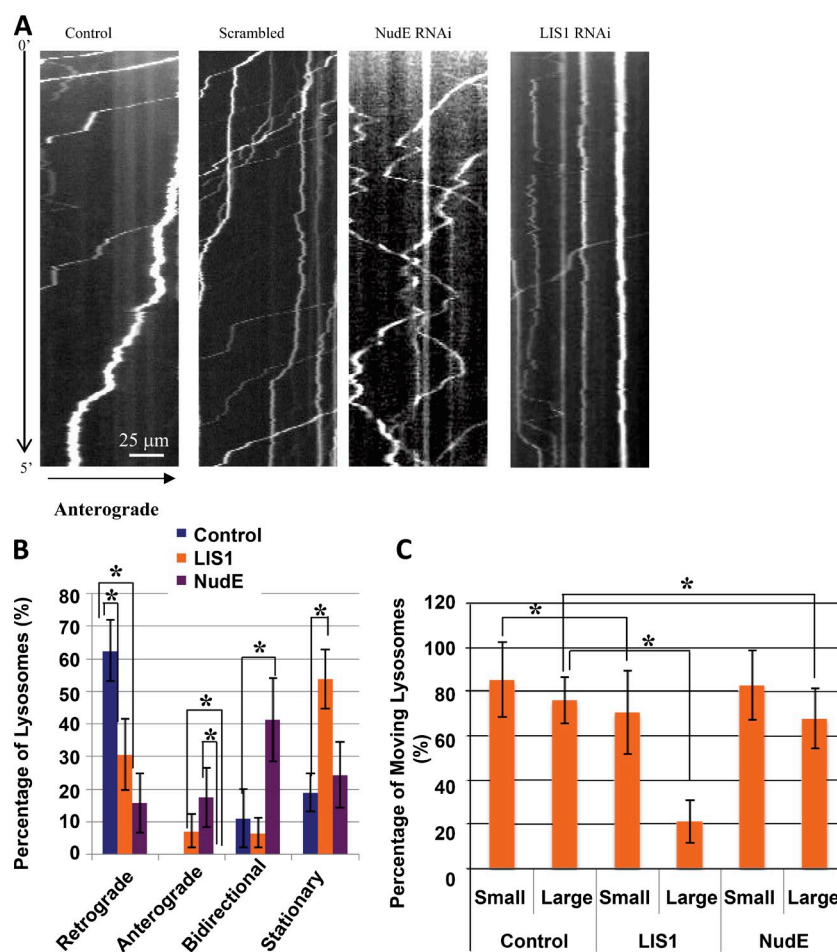 A
Control
Scrambled
NudE RNAi
LIS1 RNAi
0'
5'
25 μm
Anterograde
B
Control
LIS1
NudE
Percentage of Lysosomes (%)
80
70
60
50
40
30
20
10
0
*
*
*
*
*
*
Retrograde
Anterograde
Bidirectional
Stationary
C
Percentage of Moving Lysosomes
(%)
120
100
80
60
40
20
0
*
*
*
Small Large Small Large Small Large
Control LIS1 NudE